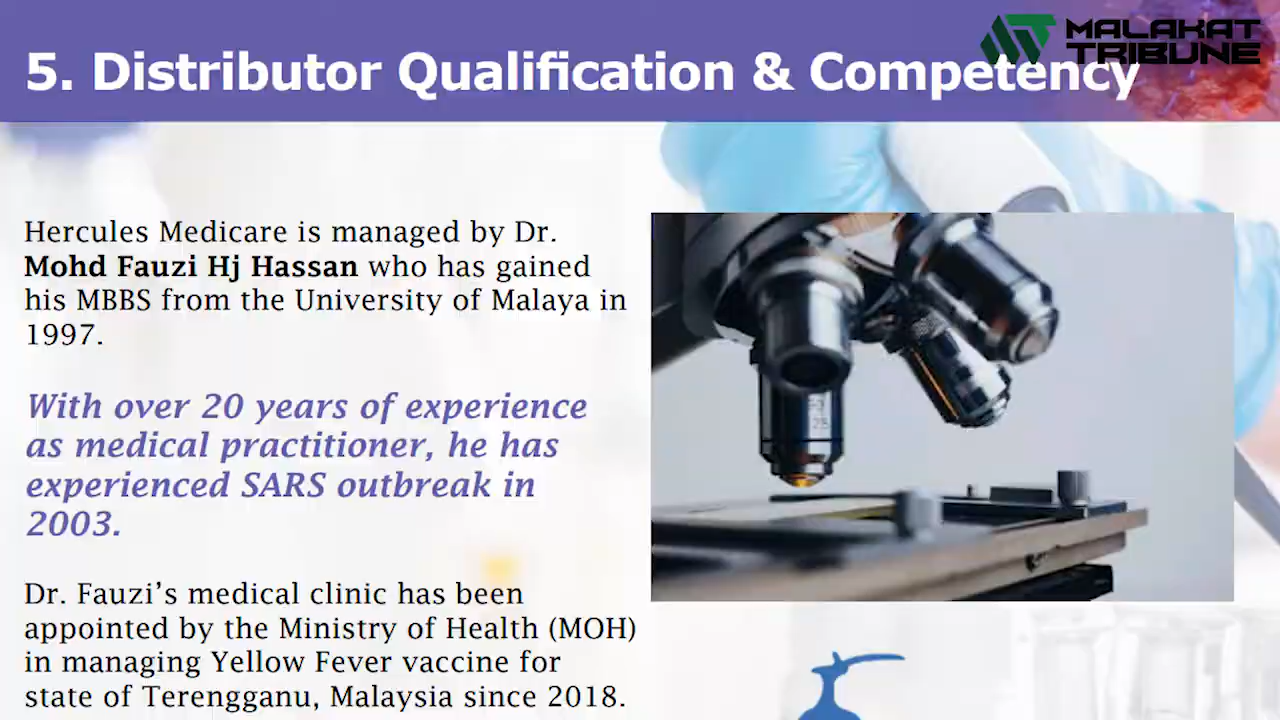 MALAKAT
TRIBUNE
5. Distributor Qualification & Competency
Hercules Medicare is managed by Dr.
Mohd Fauzi Hj Hassan who has gained
his MBBS from the University of Malaya in
1997.
With over 20 years of experience
as medical practitioner, he has
experienced SARS outbreak in
2003.
Dr. Fauzi’s medical clinic has been
appointed by the Ministry of Health (MOH)
in managing Yellow Fever vaccine for
state of Terengganu, Malaysia since 2018.